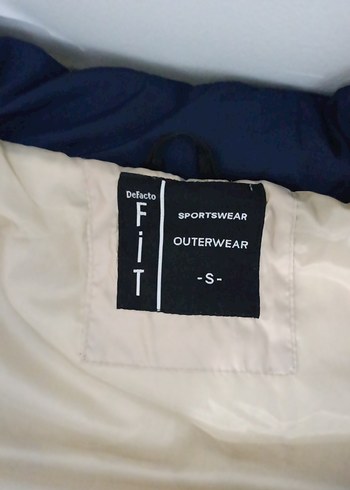 DeFacto
FiT
SPORTSWEAR
OUTERWEAR
-S-